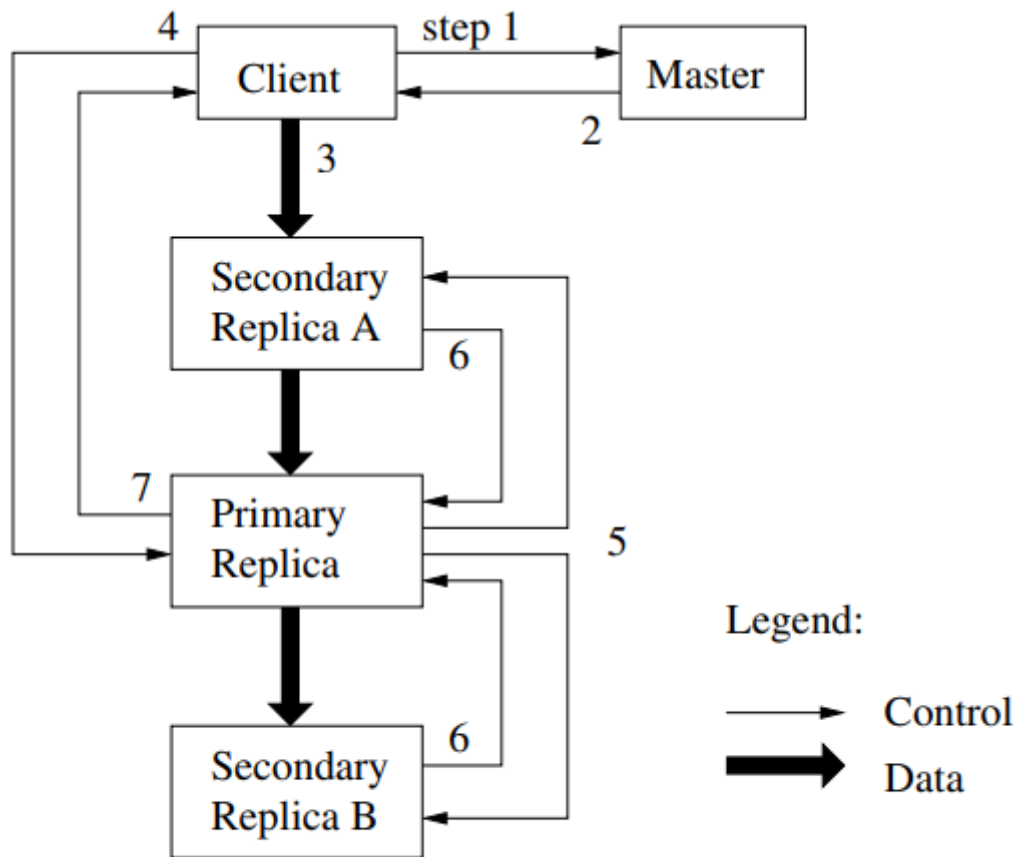 4
step 1
Client
Master
2
3
Secondary
Replica A
6
7
Primary
Replica
5
Legend:
6
Control
Secondary
Replica B
Data